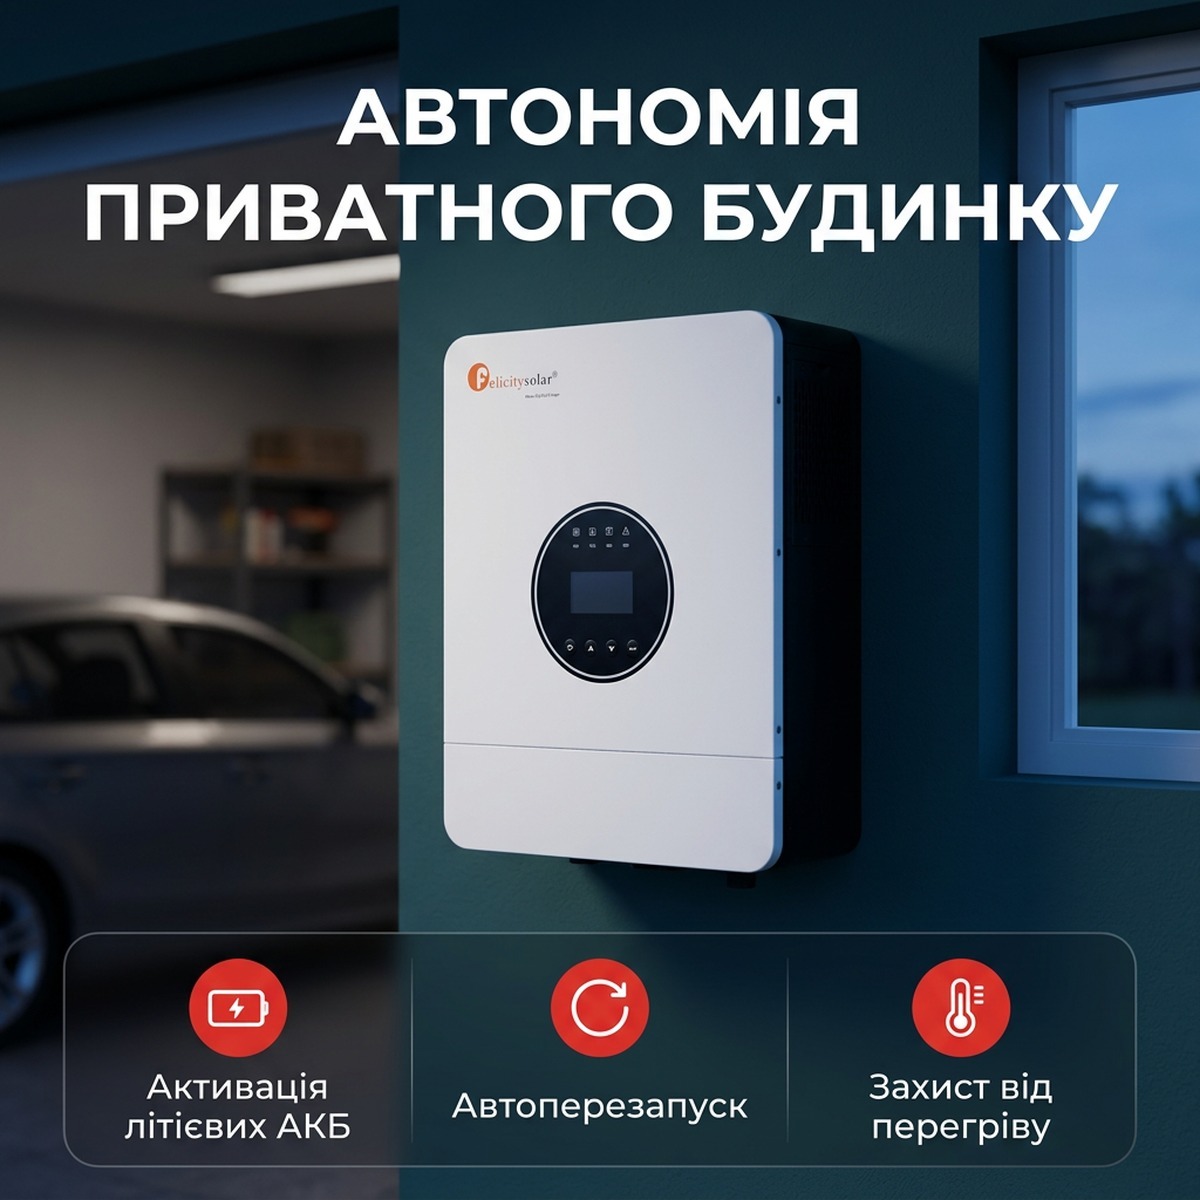 АВТОНОМІЯ
ПРИВАТНОГО БУДИНКУ
Felicitysolar®
Активація
літієвих АКБ
Автоперезапуск
Захист від
перегріву